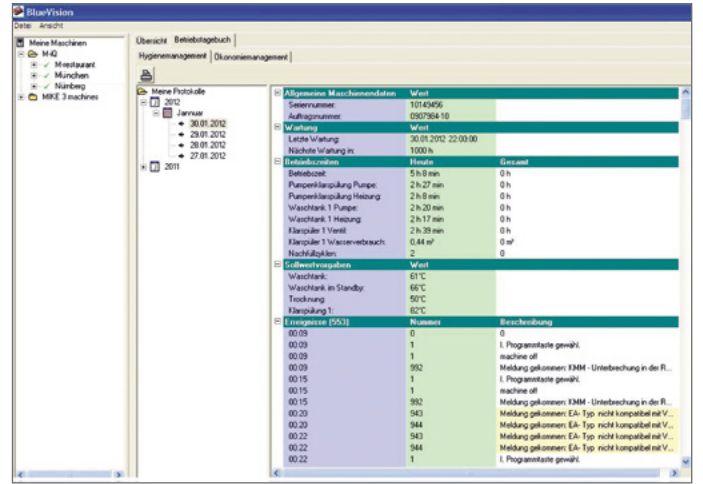 BlueVision
Datei Ansicht
Meine Maschinen
M-iQ
M-restaurant
München
Nürnberg
MIKE 3 machines
Übersicht Betriebstagebuch
Hygienemanagement Ökonomiemanagement
Meine Protokolle
2012
Januar
30.01.2012
29.01.2012
28.01.2012
27.01.2012
2011
Allgemeine Maschinendaten Wert
Seriennummer: 10149456
Auftragsnummer: 0907984-10
Wartung Wert
Letzte Wartung: 30.01.2012 22:00:00
Nächste Wartung in: 1000 h
Betriebszeiten Heute Gesamt
Betriebszeit: 5 h 8 min 0 h
Pumpenklarspülung Pumpe: 2 h 27 min 0 h
Pumpenklarspülung Heizung: 2 h 8 min 0 h
Waschtank 1 Pumpe: 2 h 20 min 0 h
Waschtank 1 Heizung: 2 h 17 min 0 h
Klarspüler 1 Ventil: 2 h 39 min 0 h
Klarspüler 1 Wasserverbrauch: 0,44 m³ 0 m³
Nachfüllzyklen: 2 0
Sollwertvorgaben Wert
Waschtank: 61°C
Waschtank im Standby: 66°C
Trocknung: 50°C
Klarspülung 1: 82°C
Ereignisse (553) Nummer Beschreibung
00:09 0 0
00:09 1 I. Programmtaste gewähl.
00:09 1 machine off
00:09 992 Meldung gekommen: KMM - Unterbrechung in der R...
00:15 1 I. Programmtaste gewähl.
00:15 1 machine off
00:15 992 Meldung gekommen: KMM - Unterbrechung in der R...
00:20 943 Meldung gekommen: EA- Typ nicht kompatibel mit V...
00:20 944 Meldung gekommen: EA- Typ nicht kompatibel mit V...
00:22 943 Meldung gekommen: EA- Typ nicht kompatibel mit V...
00:22 944 Meldung gekommen: EA- Typ nicht kompatibel mit V...
00:22 1 I. Programmtaste gewähl.